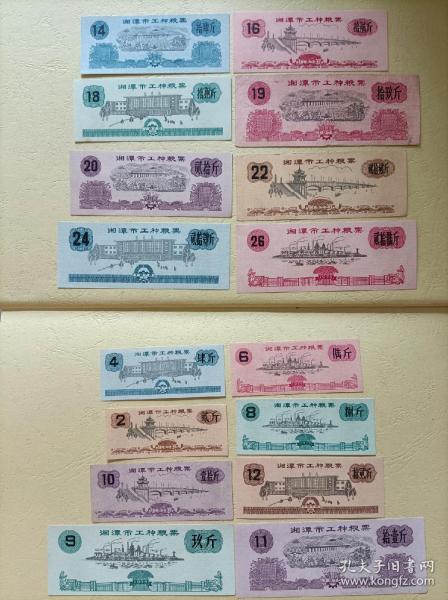 湘潭市工种粮票
14
拾肆斤
湘潭市工种粮票
16
拾陆斤
湘潭市工种粮票
18
拾捌斤
湘潭市工种粮票
19
拾玖斤
湘潭市工种粮票
20
贰拾斤
湘潭市工种粮票
22
贰拾贰斤
湘潭市工种粮票
24
贰拾肆斤
湘潭市工种粮票
26
贰拾陆斤
湘潭市工种粮票
4
肆斤
湘潭市工种粮票
6
陆斤
湘潭市工种粮票
2
贰斤
湘潭市工种粮票
8
捌斤
湘潭市工种粮票
10
壹拾斤
湘潭市工种粮票
12
拾贰斤
湘潭市工种粮票
9
玖斤
湘潭市工种粮票
11
拾壹斤
孔夫子旧书网
www.kongfz.com